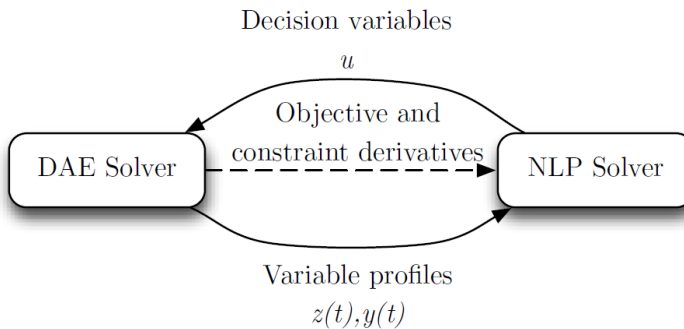 Decision variables
u
Objective and
constraint derivatives
DAE Solver
NLP Solver
Variable profiles
z(t),y(t)